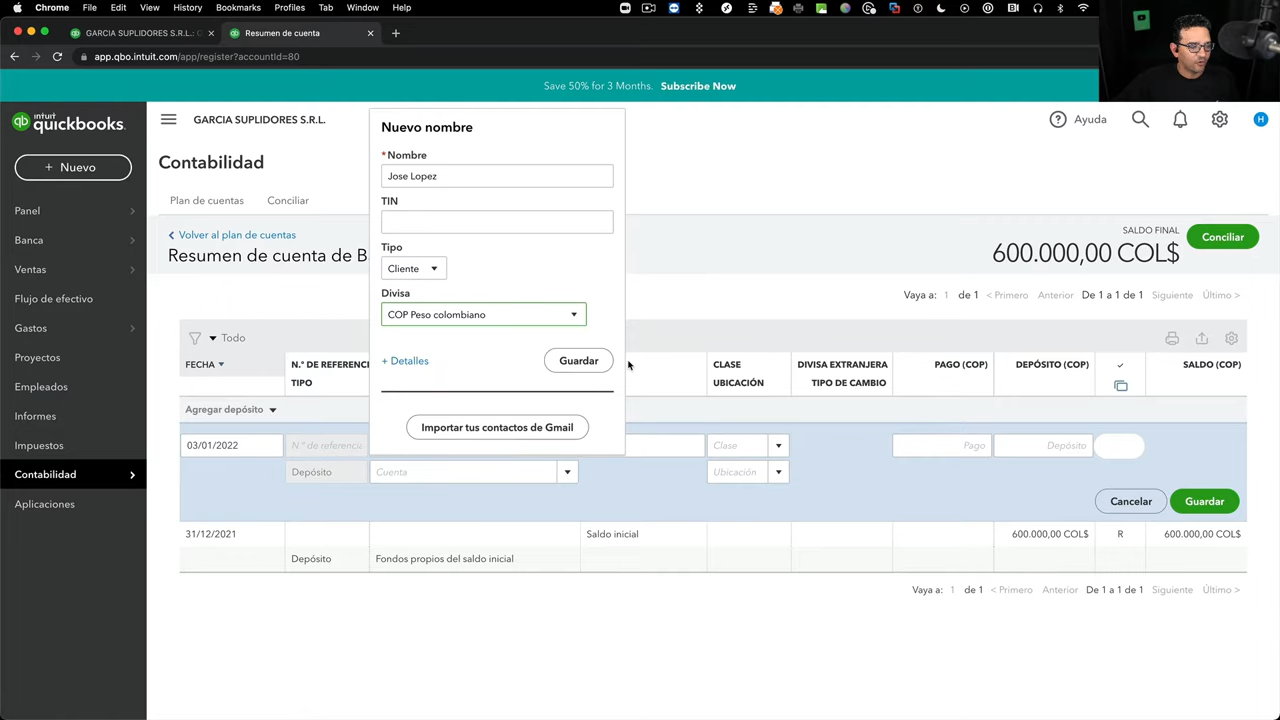 Chrome File Edit View History Bookmarks Profiles Tab Window Help
GARCIA SUPLIDORES S.R.L.: C
Resumen de cuenta
app.qbo.intuit.com/app/register?accountId=80
Save 50% for 3 Months. Subscribe Now
intuit
quickbooks.
GARCIA SUPLIDORES S.R.L.
Ayuda
H
+ Nuevo
Panel
Banca
Ventas
Flujo de efectivo
Gastos
Proyectos
Empleados
Informes
Impuestos
Contabilidad
Aplicaciones
Contabilidad
Plan de cuentas Conciliar
Volver al plan de cuentas
Resumen de cuenta de B
SALDO FINAL
600.000,00 COL$
Conciliar
Vaya a: 1 de 1 < Primero Anterior De 1 a 1 de 1 Siguiente Último >
Nuevo nombre
*Nombre
Jose Lopez
TIN
Tipo
Cliente
Divisa
COP Peso colombiano
+ Detalles
Guardar
Importar tus contactos de Gmail
Todo
FECHA N.º DE REFERENC CLASE DIVISA EXTRANJERA PAGO (COP) DEPÓSITO (COP) SALDO (COP)
TIPO UBICACIÓN TIPO DE CAMBIO
Agregar depósito
03/01/2022 N.º de referencia Clase Pago Depósito
Depósito Cuenta Ubicación
Cancelar Guardar
31/12/2021 Saldo inicial 600.000,00 COL$ R 600.000,00 COL$
Depósito Fondos propios del saldo inicial
Vaya a: 1 de 1 < Primero Anterior De 1 a 1 de 1 Siguiente Último >